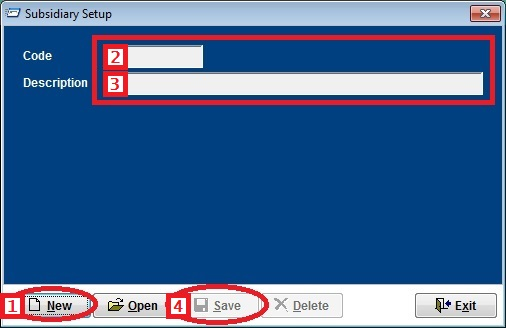 Subsidiary Setup
Code 2
Description 3
1 New Open 4 Save Delete Exit